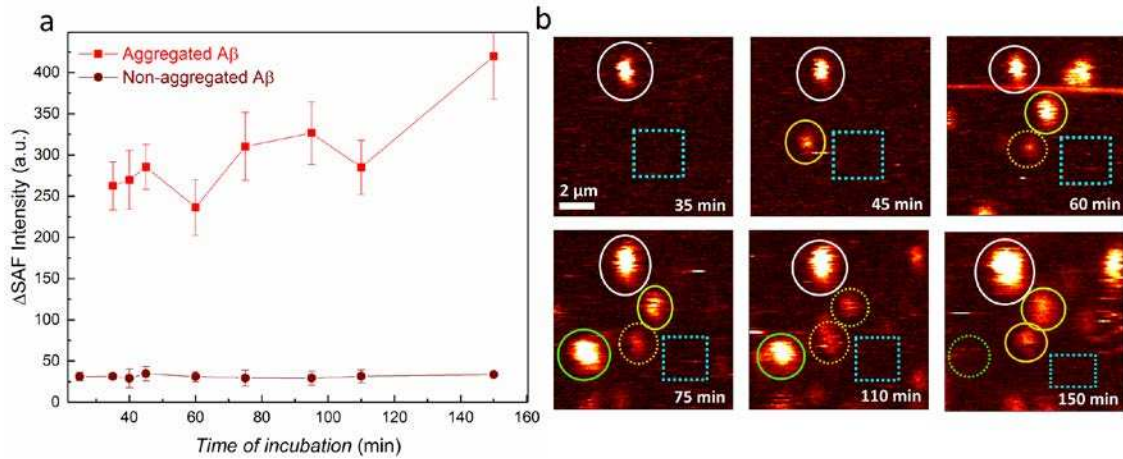 a
ΔSAF Intensity (a.u.)
400
350
300
250
200
150
100
50
0
Aggregated Aβ
Non-aggregated Aβ
40
60
80
100
120
140
160
Time of incubation (min)
b
2 μm
35 min
45 min
60 min
75 min
110 min
150 min